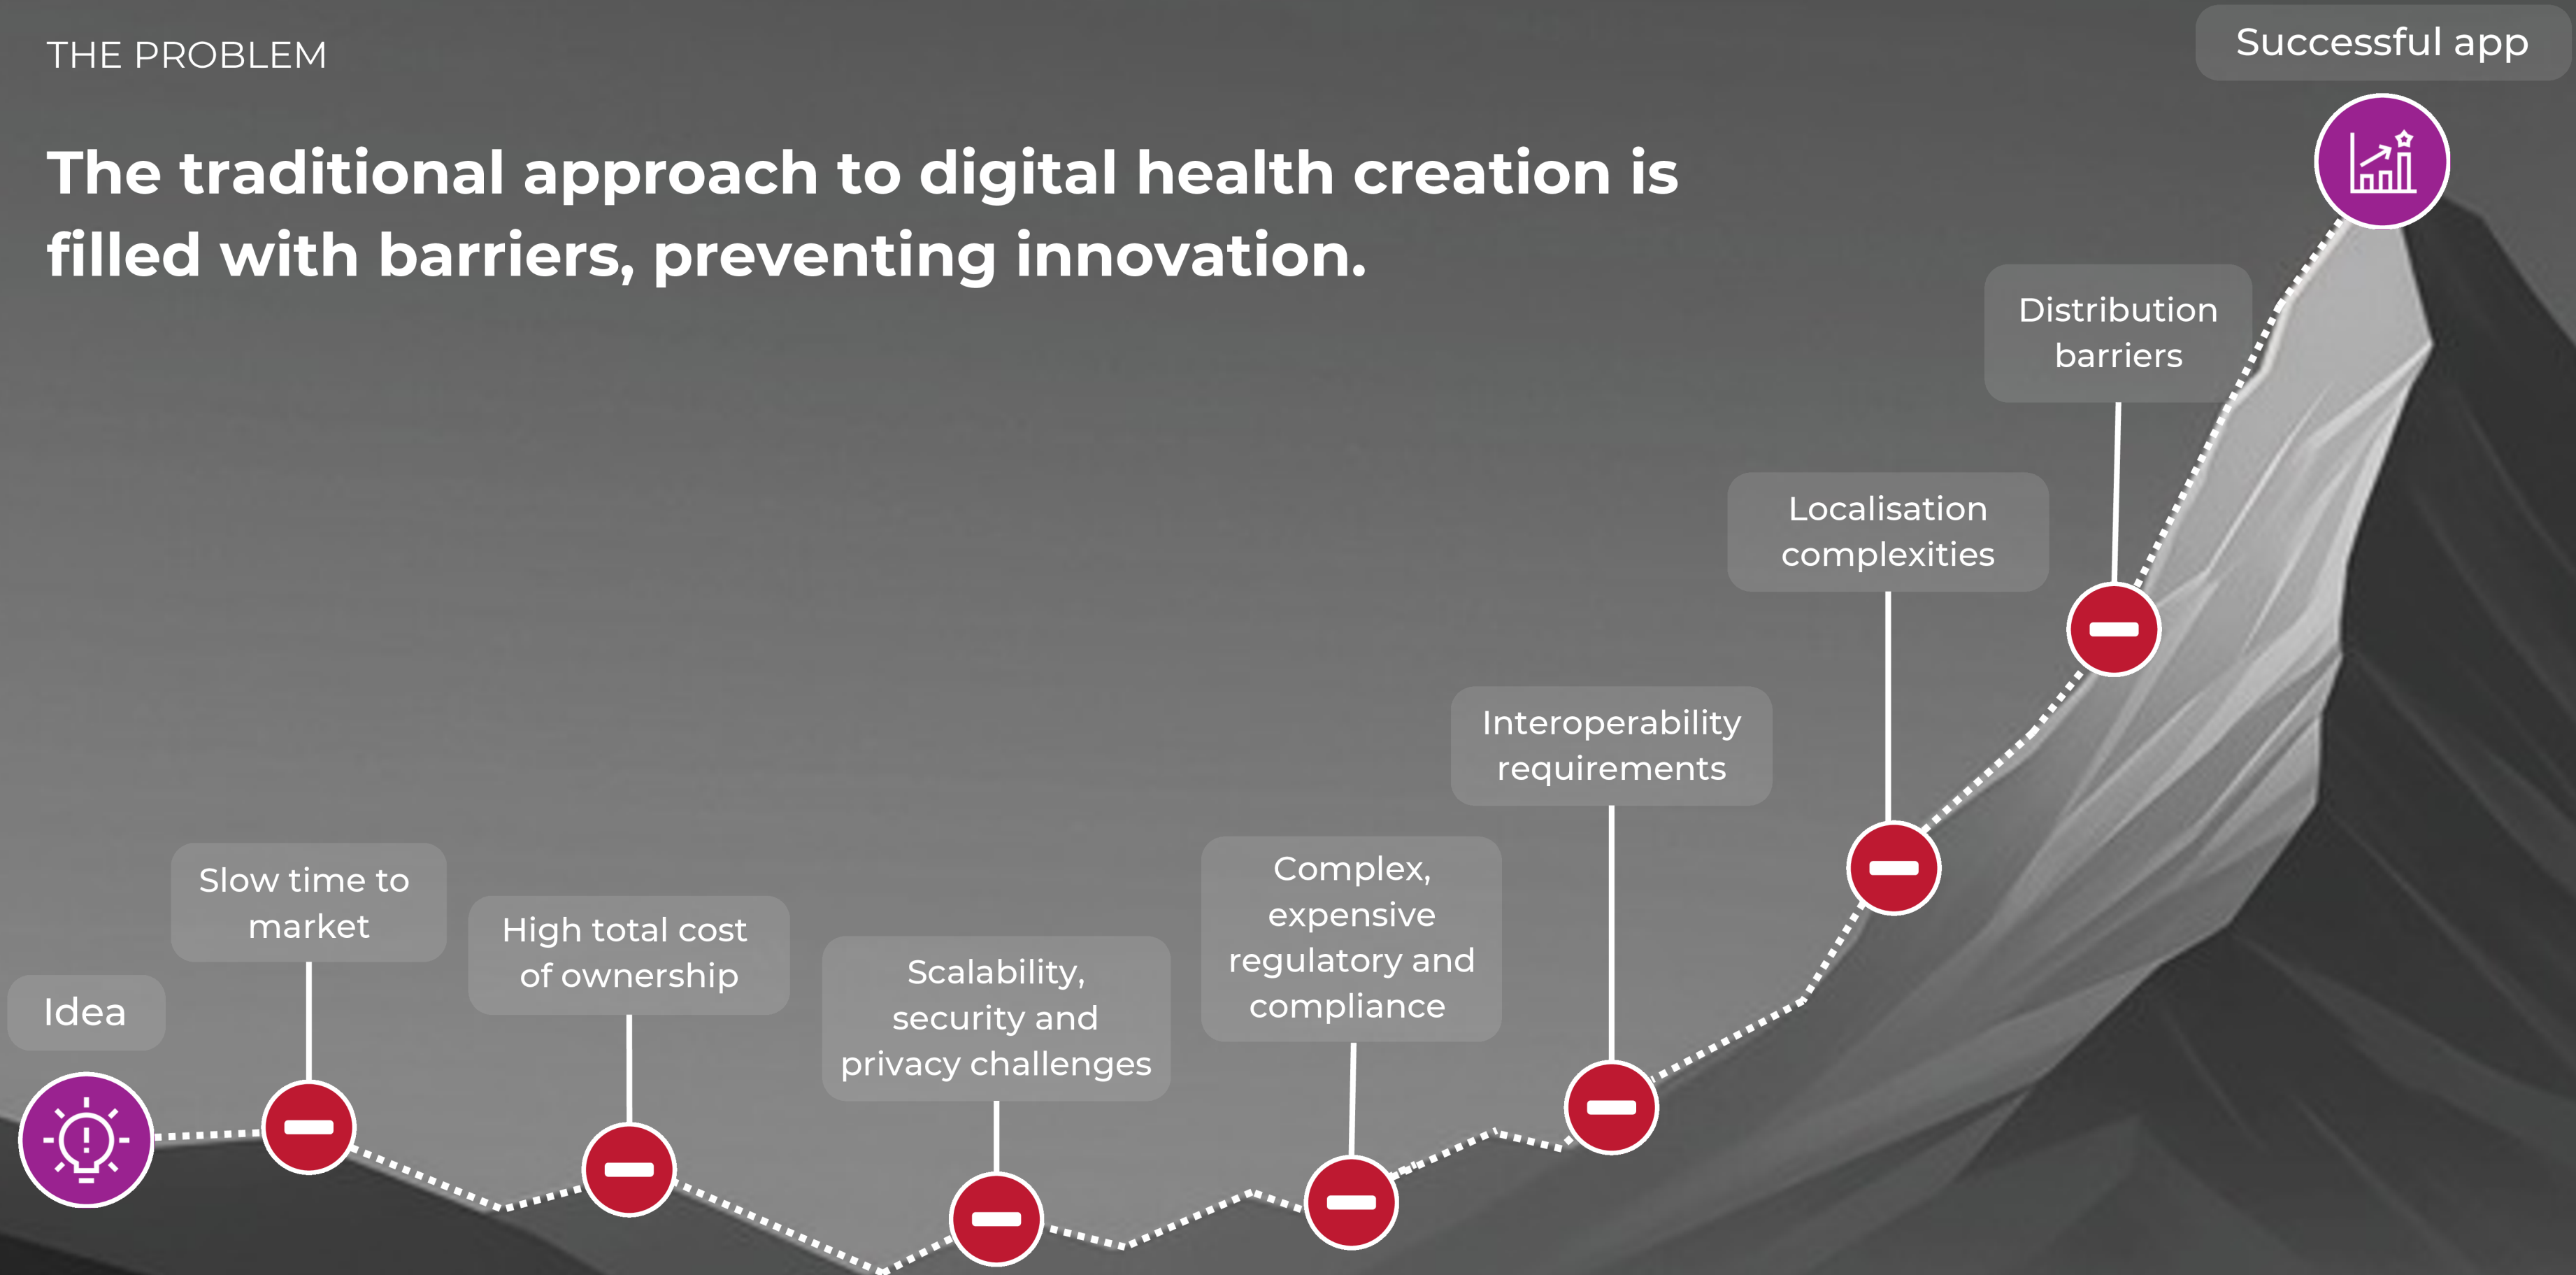 THE PROBLEM
The traditional approach to digital health creation is
filled with barriers, preventing innovation.
Idea
Slow time to
market
High total cost
of ownership
Scalability,
security and
privacy challenges
Complex,
expensive
regulatory and
compliance
Interoperability
requirements
Localisation
complexities
Distribution
barriers
Successful app